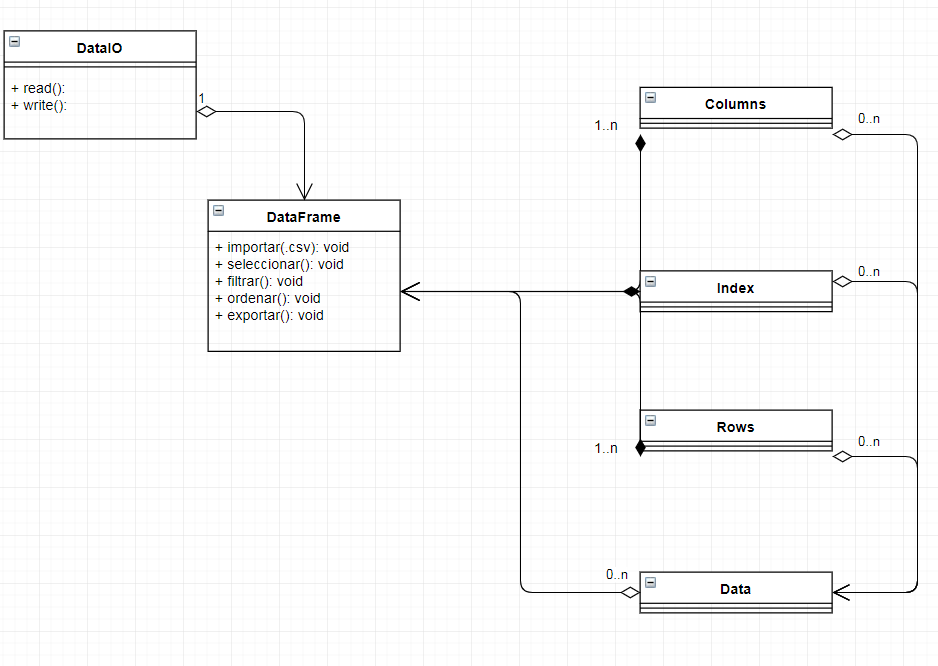 DataIO
+ read():
+ write():
1
DataFrame
+ importar(.csv): void
+ seleccionar(): void
+ filtrar(): void
+ ordenar(): void
+ exportar(): void
Columns
1..n
0..n
Index
0..n
Rows
1..n
0..n
Data
0..n